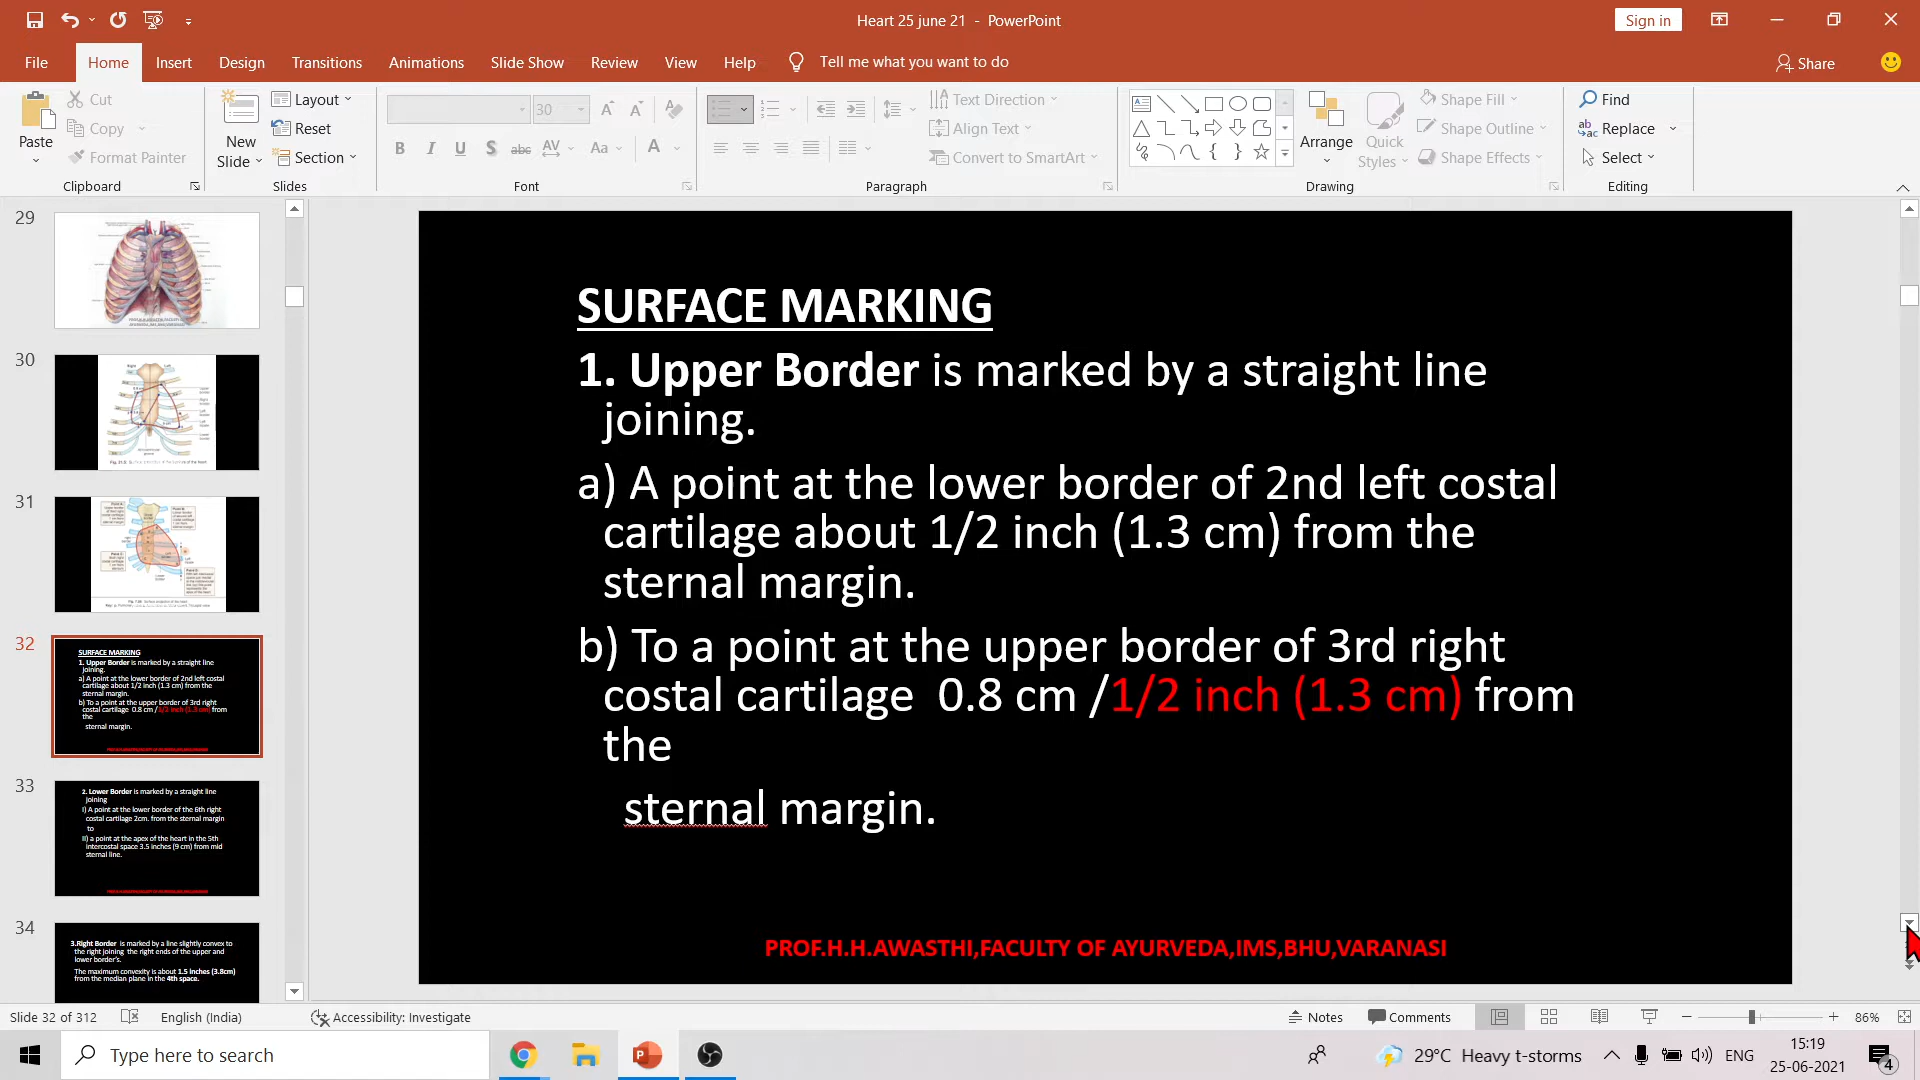 Heart 25 june 21 - PowerPoint
Sign in
File Home Insert Design Transitions Animations Slide Show Review View Help Tell me what you want to do
Share
Paste
Cut
Copy
Format Painter
Clipboard
New Slide
Layout
Reset
Section
Slides
30
Font
Text Direction
Align Text
Convert to SmartArt
Paragraph
Arrange
Quick Styles
Shape Fill
Shape Outline
Shape Effects
Drawing
Find
Replace
Select
Editing
29
30
31
32
SURFACE MARKING
1. Upper Border is marked by a straight line
joining.
a) A point at the lower border of 2nd left costal
cartilage about 1/2 inch (1.3 cm) from the
sternal margin.
b) To a point at the upper border of 3rd right
costal cartilage 0.8 cm /1/2 inch (1.3 cm) from
the
sternal margin.
33
2. Lower Border is marked by a straight line
joining
I) A point at the lower border of the 6th right
costal cartilage 2cm. from the sternal margin
to
II) a point at the apex of the heart in the 5th
intercostal space 3.5 inches (9 cm) from mid
sternal line.
34
3.Right Border is marked by a line slightly convex to
the right joining the right ends of the upper and
lower border's.
The maximum convexity is about 1.5 inches (3.8cm)
from the median plane in the 4th space.
SURFACE MARKING
1. Upper Border is marked by a straight line
joining.
a) A point at the lower border of 2nd left costal
cartilage about 1/2 inch (1.3 cm) from the
sternal margin.
b) To a point at the upper border of 3rd right
costal cartilage 0.8 cm /1/2 inch (1.3 cm) from
the
sternal margin.
PROF.H.H.AWASTHI,FACULTY OF AYURVEDA,IMS,BHU,VARANASI
Slide 32 of 312 English (India) Accessibility: Investigate Notes Comments 86%
Type here to search
29°C Heavy t-storms
ENG
15:19
25-06-2021
4